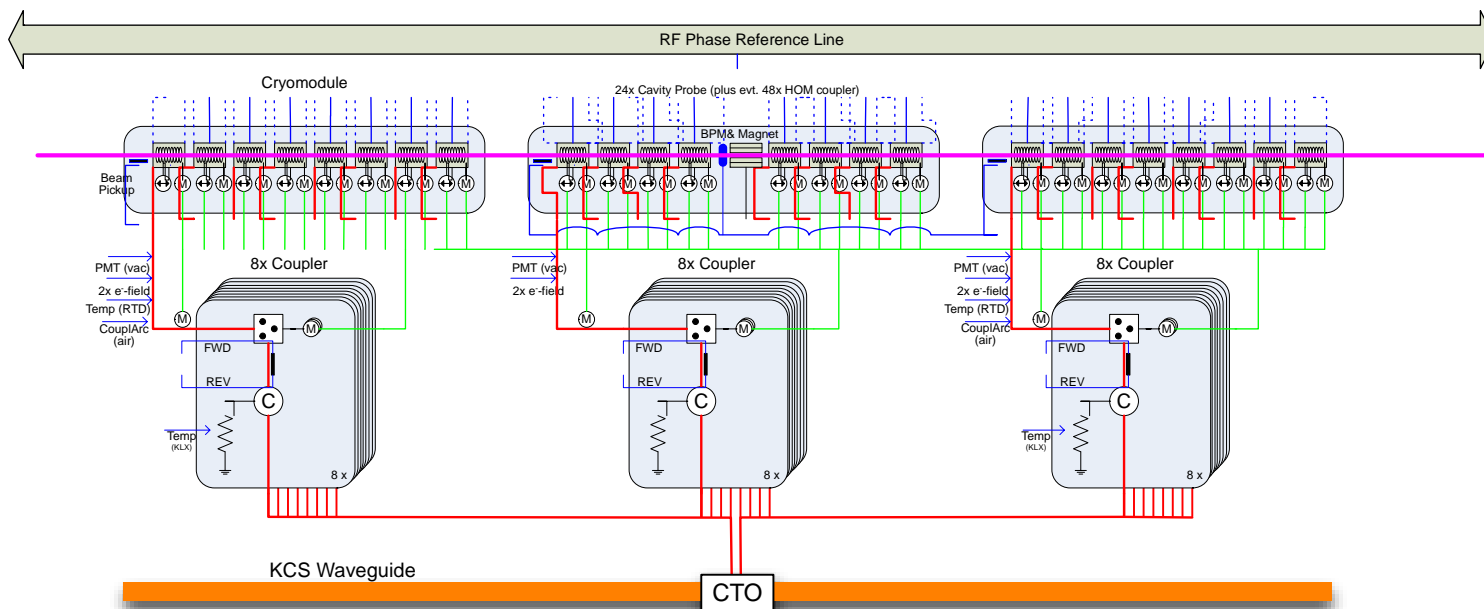 RF Phase Reference Line
Cryomodule
24x Cavity Probe (plus evt. 48x HOM coupler)
BPM& Magnet
Beam
Pickup
M M M M M M M M
M M M M M M M M
M M M M M M M M
PMT (vac)
2x e⁻-field
Temp (RTD)
CouplArc
(air)
8x Coupler
M
M
FWD
REV
C
Temp
(KLX)
8 x
PMT (vac)
2x e⁻-field
8x Coupler
M
M
FWD
REV
C
8 x
PMT (vac)
2x e⁻-field
Temp (RTD)
CouplArc
(air)
8x Coupler
M
M
FWD
REV
C
Temp
(KLX)
8 x
KCS Waveguide
CTO